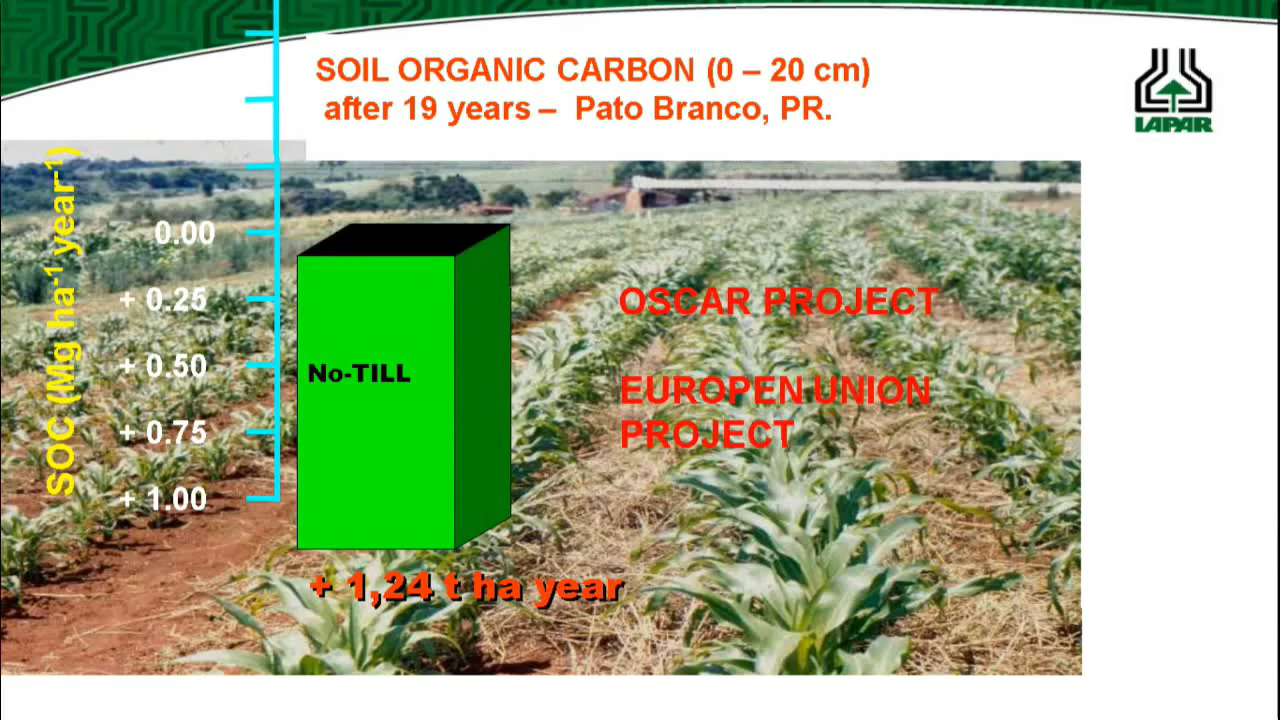 SOIL ORGANIC CARBON (0 – 20 cm)
after 19 years – Pato Branco, PR.
IAPAR
SOC (Mg ha-1 year-1)
0.00
+ 0.25
+ 0.50
+ 0.75
+ 1.00
No-TILL
OSCAR PROJECT
EUROPEN UNION
PROJECT
+ 1,24 t ha year